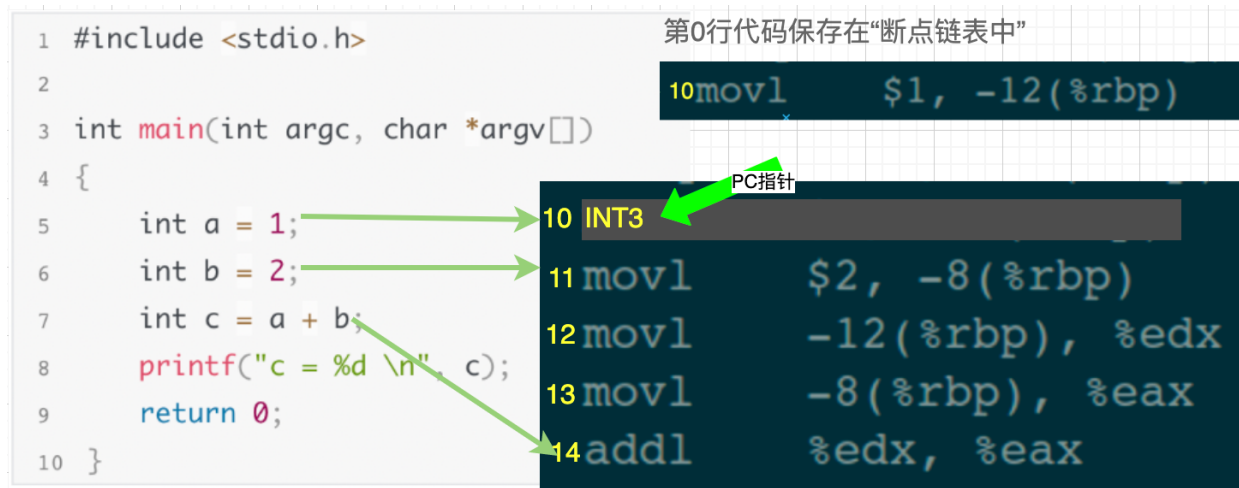 1 #include <stdio.h>
2
3 int main(int argc, char *argv[])
4 {
5 int a = 1;
6 int b = 2;
7 int c = a + b;
8 printf("c = %d \n", c);
9 return 0;
10 }
第0行代码保存在“断点链表中”
10 movl $1, -12(%rbp)
PC指针
10 INT3
11 movl $2, -8(%rbp)
12 movl -12(%rbp), %edx
13 movl -8(%rbp), %eax
14 addl %edx, %eax